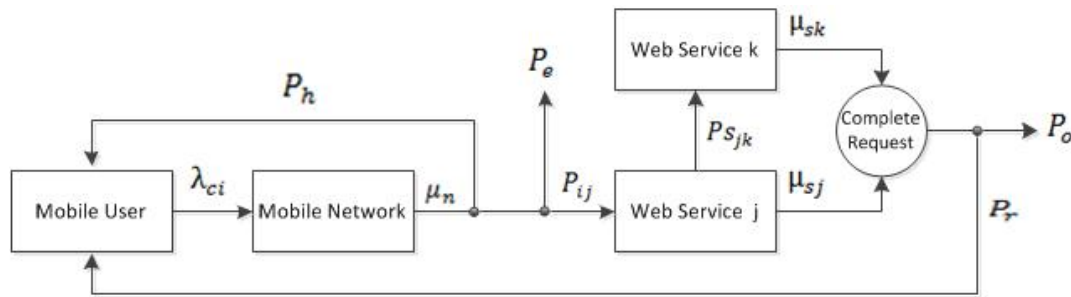 Web Service k
μsk
Pe
Ph
Complete
Request
Po
Psjk
λci
μn
Pij
μsj
Mobile User
Mobile Network
Web Service j
Pr